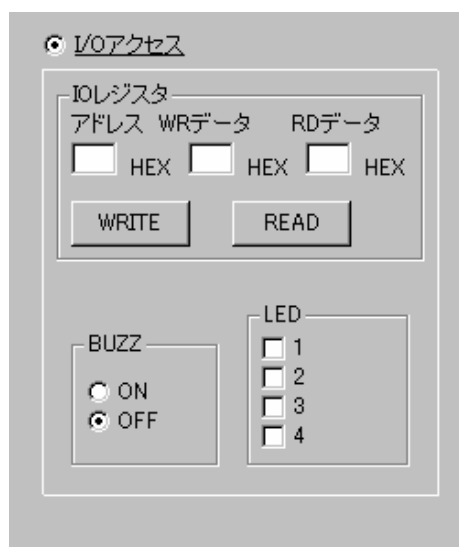 I/Oアクセス
IOレジスタ
アドレス WRデータ RDデータ
HEX HEX HEX
WRITE READ
LED
BUZZ
1
2
ON
3
OFF
4